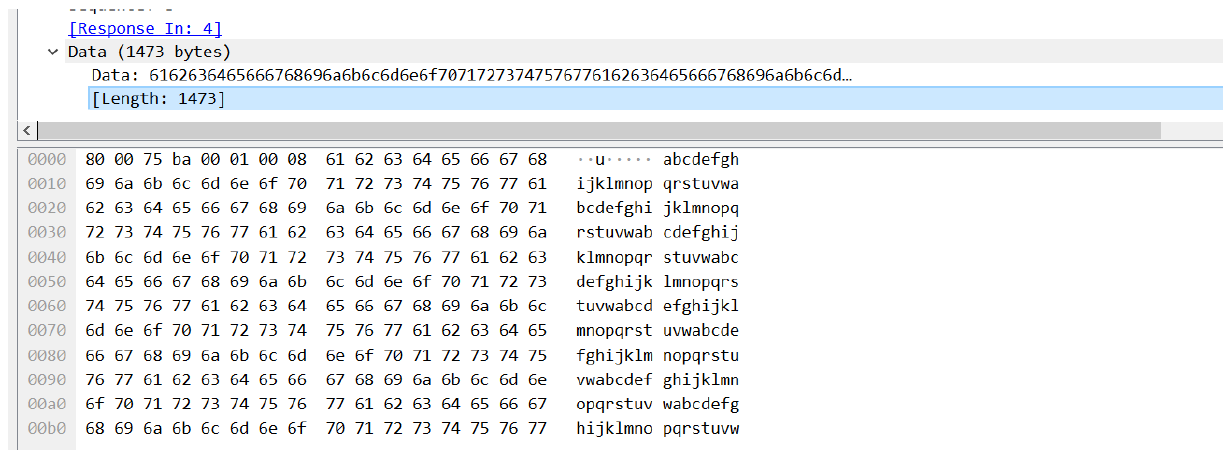 [Response In: 4]
Data (1473 bytes)
Data: 6162636465666768696a6b6c6d6e6f70717273747576776162636465666768696a6b6c6d…
[Length: 1473]
0000 80 00 75 ba 00 01 00 08 61 62 63 64 65 66 67 68 ··u····· abcdefgh
0010 69 6a 6b 6c 6d 6e 6f 70 71 72 73 74 75 76 77 61 ijklmnop qrstuvwa
0020 62 63 64 65 66 67 68 69 6a 6b 6c 6d 6e 6f 70 71 bcdefghi jklmnopq
0030 72 73 74 75 76 77 61 62 63 64 65 66 67 68 69 6a rstuvwab cdefghij
0040 6b 6c 6d 6e 6f 70 71 72 73 74 75 76 77 61 62 63 klmnopqr stuvwabc
0050 64 65 66 67 68 69 6a 6b 6c 6d 6e 6f 70 71 72 73 defghijk lmnopqrs
0060 74 75 76 77 61 62 63 64 65 66 67 68 69 6a 6b 6c tuvwabcd efghijkl
0070 6d 6e 6f 70 71 72 73 74 75 76 77 61 62 63 64 65 mnopqrst uvwabcde
0080 66 67 68 69 6a 6b 6c 6d 6e 6f 70 71 72 73 74 75 fghijklm nopqrstu
0090 76 77 61 62 63 64 65 66 67 68 69 6a 6b 6c 6d 6e vwabcdef ghijklmn
00a0 6f 70 71 72 73 74 75 76 77 61 62 63 64 65 66 67 opqrstuv wabcdefg
00b0 68 69 6a 6b 6c 6d 6e 6f 70 71 72 73 74 75 76 77 hijklmno pqrstuvw